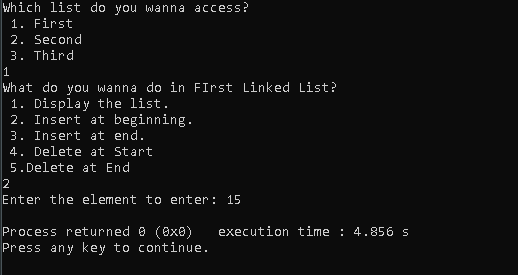 Which list do you wanna access?
1. First
2. Second
3. Third
1
What do you wanna do in FIrst Linked List?
1. Display the list.
2. Insert at beginning.
3. Insert at end.
4. Delete at Start
5.Delete at End
2
Enter the element to enter: 15
Process returned 0 (0x0)   execution time : 4.856 s
Press any key to continue.